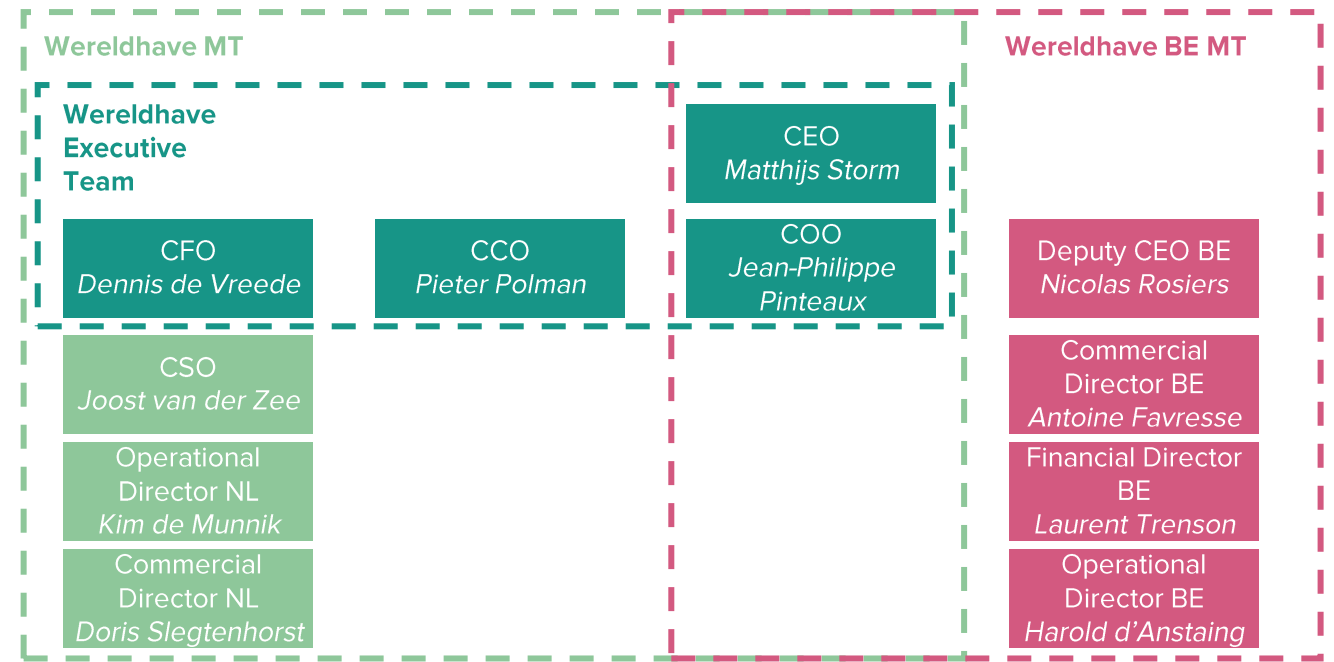 Wereldhave MT
Wereldhave BE MT
Wereldhave
Executive
Team
CEO
Matthijs Storm
CFO
Dennis de Vreede
CCO
Pieter Polman
COO
Jean-Philippe
Pinteaux
Deputy CEO BE
Nicolas Rosiers
CSO
Joost van der Zee
Commercial
Director BE
Antoine Favresse
Operational
Director NL
Kim de Munnik
Financial Director
BE
Laurent Trenson
Commercial
Director NL
Doris Slegtenhorst
Operational
Director BE
Harold d’Anstaing